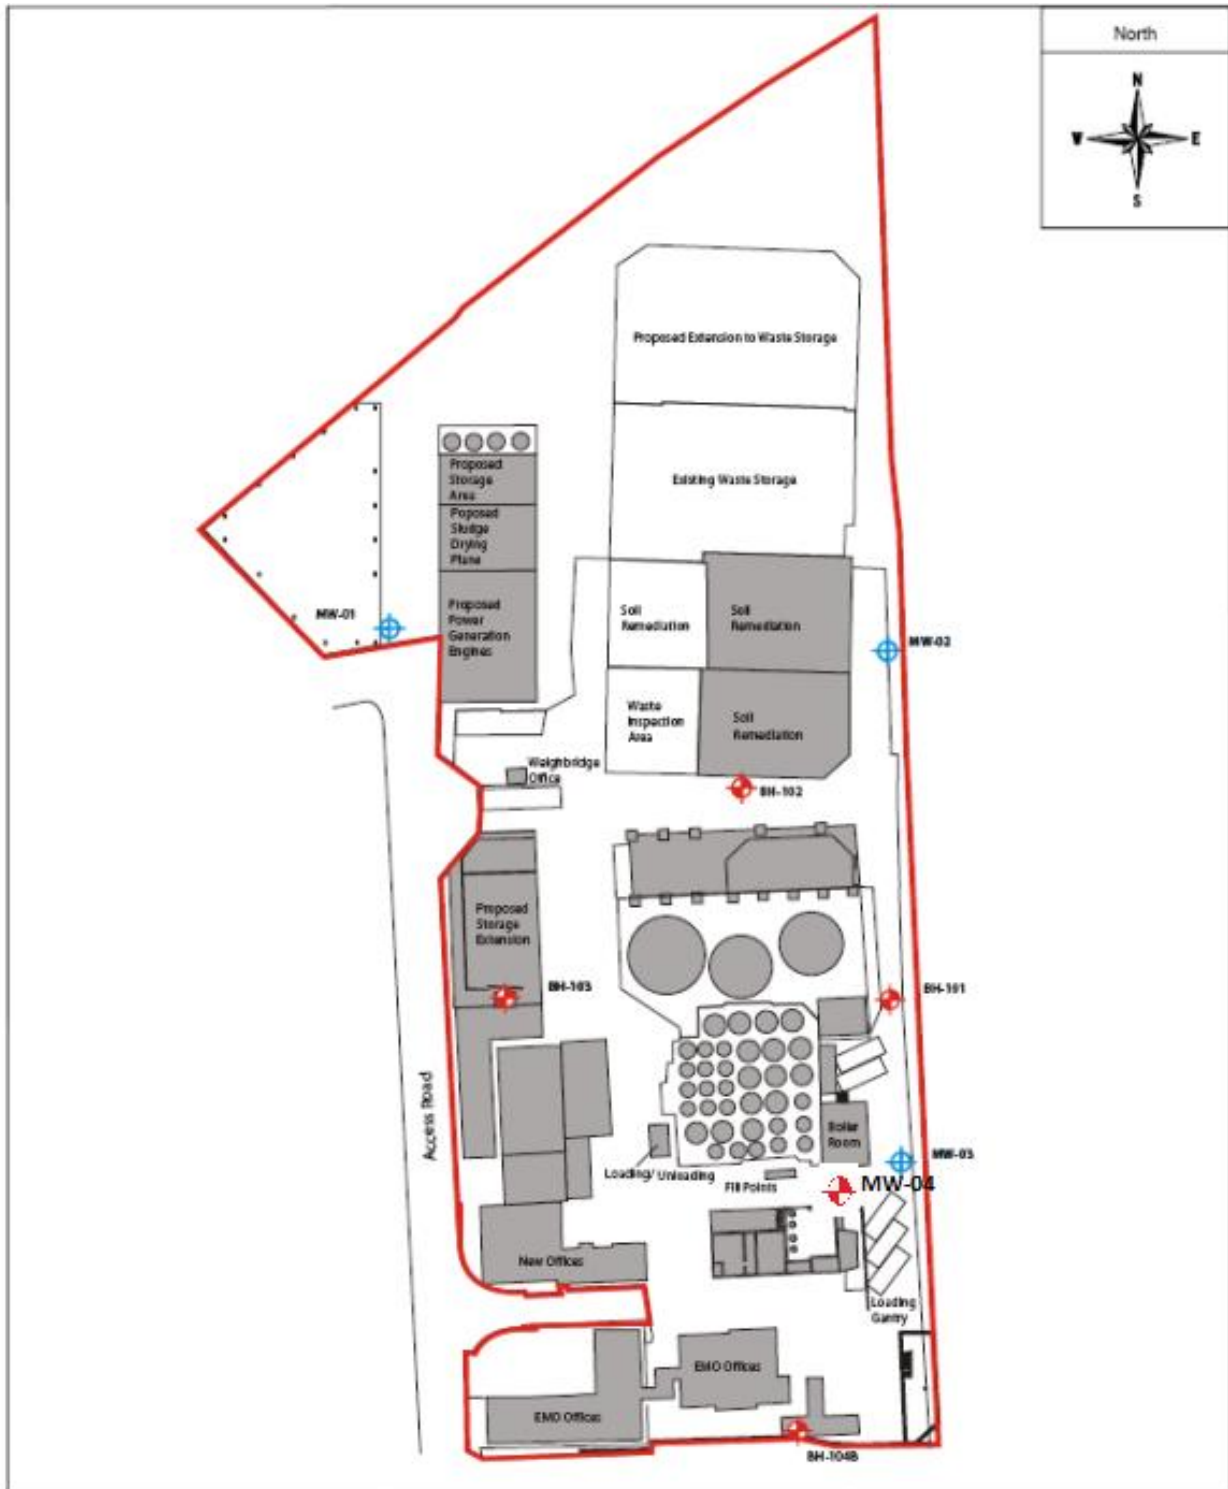 North
N
W
E
S
Proposed Extension to Waste Storage
Existing Waste Storage
Proposed
Storage
Area
Poposed
Sludge
Drying
Plane
Proposed
Power
Generation
Engines
MW-01
Soil
Remediation
Soil
Remediation
MW-02
Waste
Inspection
Area
Soil
Remediation
Weighbridge
Office
BH-102
Proposed
Storage
Extension
BH-103
BH-101
Access Road
Boiler
Room
Loading/ Unloading
Fill Points
MW-03
MW-04
New Offices
Loading
Gantry
EMO Offices
EMO Offices
BH-104B